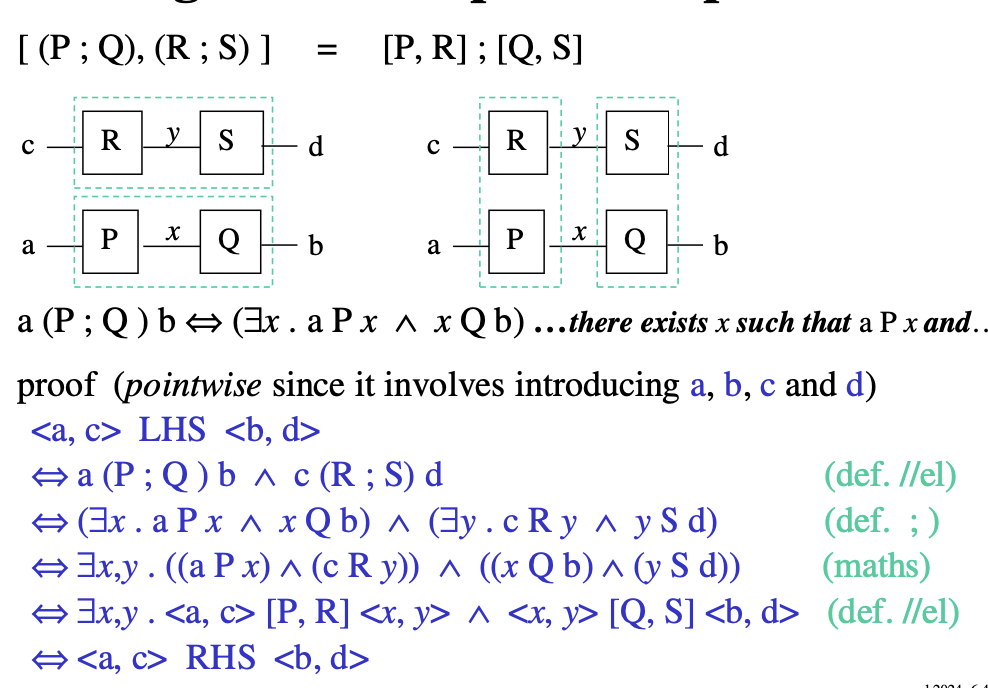 [ (P ; Q), (R ; S) ] = [P, R] ; [Q, S]
c R y S d
a P x Q b
c R y S d
a P x Q b
a (P ; Q ) b ⇔ (∃x . a P x ∧ x Q b) ...there exists x such that a P x and..
proof (pointwise since it involves introducing a, b, c and d)
<a, c> LHS <b, d>
⇔ a (P ; Q ) b ∧ c (R ; S) d (def. //el)
⇔ (∃x . a P x ∧ x Q b) ∧ (∃y . c R y ∧ y S d) (def. ; )
⇔ ∃x,y . ((a P x) ∧ (c R y)) ∧ ((x Q b) ∧ (y S d)) (maths)
⇔ ∃x,y . <a, c> [P, R] <x, y> ∧ <x, y> [Q, S] <b, d> (def. //el)
⇔ <a, c> RHS <b, d>